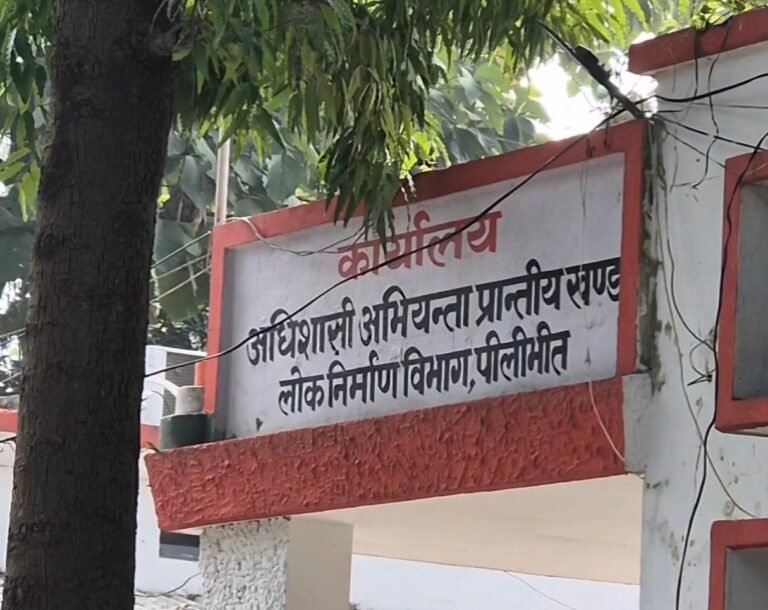 कार्यालय
अधिशासी अभियन्ता प्रान्तीय खण्ड
लोक निर्माण विभाग, पीलीभीत